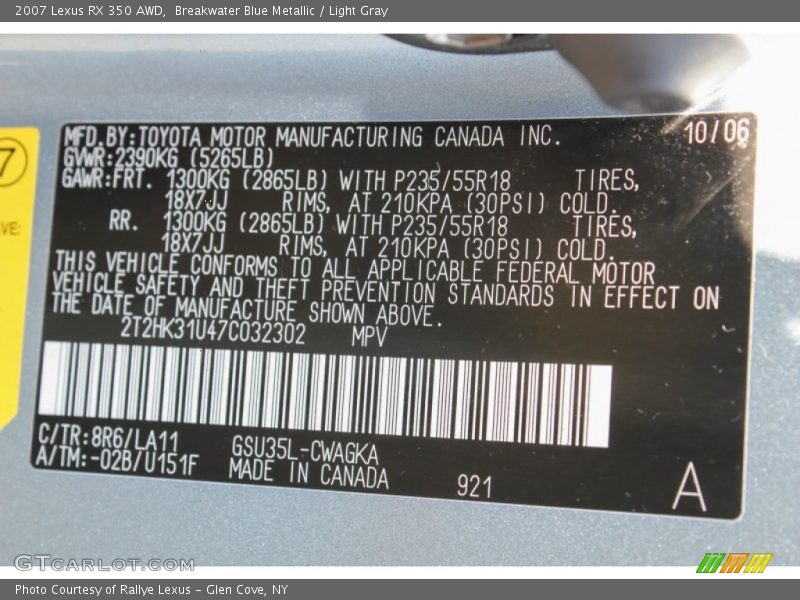 2007 Lexus RX 350 AWD,  Breakwater Blue Metallic / Light Gray
MFD.BY:TOYOTA MOTOR MANUFACTURING CANADA INC. 10/06
GVWR:2390KG (5265LB)
GAWR:FRT. 1300KG (2865LB) WITH P235/55R18 TIRES,
18X7JJ RIMS, AT 210KPA (30PSI) COLD.
RR. 1300KG (2865LB) WITH P235/55R18 TIRES,
18X7JJ RIMS, AT 210KPA (30PSI) COLD.
THIS VEHICLE CONFORMS TO ALL APPLICABLE FEDERAL MOTOR
VEHICLE SAFETY AND THEFT PREVENTION STANDARDS IN EFFECT ON
THE DATE OF MANUFACTURE SHOWN ABOVE.
2T2HK31U47C032302 MPV
C/TR:8R6/LA11 GSU35L-CWAGKA
A/TM:-02B/U151F MADE IN CANADA 921 A
7
VE:
GTCarLot.com
Photo Courtesy of Rallye Lexus - Glen Cove, NY